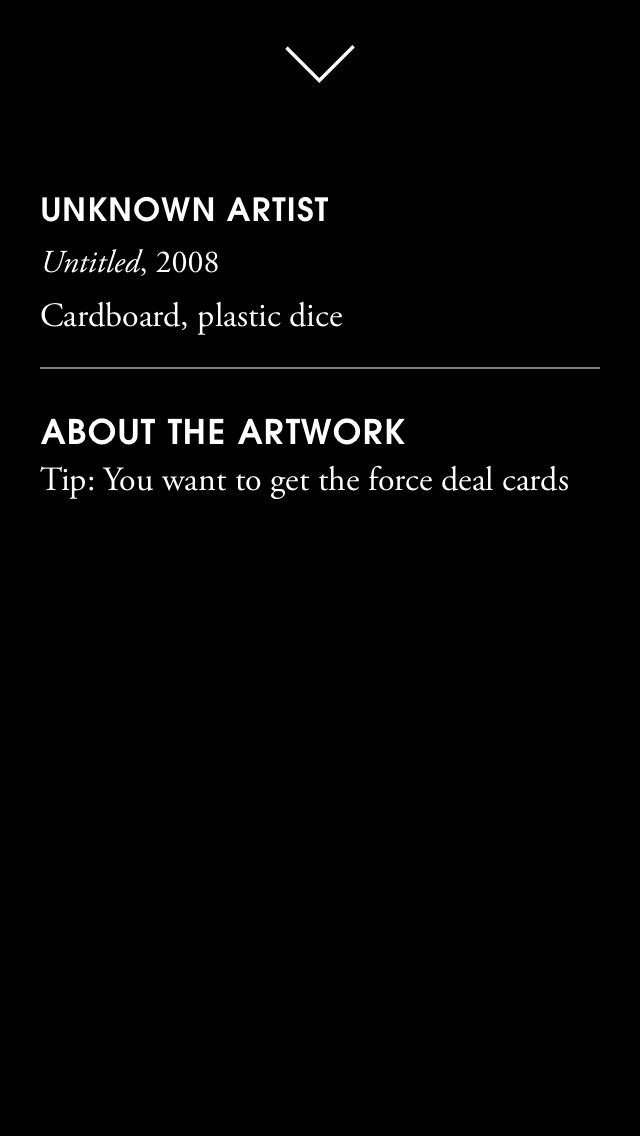 UNKNOWN ARTIST
Untitled, 2008
Cardboard, plastic dice
ABOUT THE ARTWORK
Tip: You want to get the force deal cards